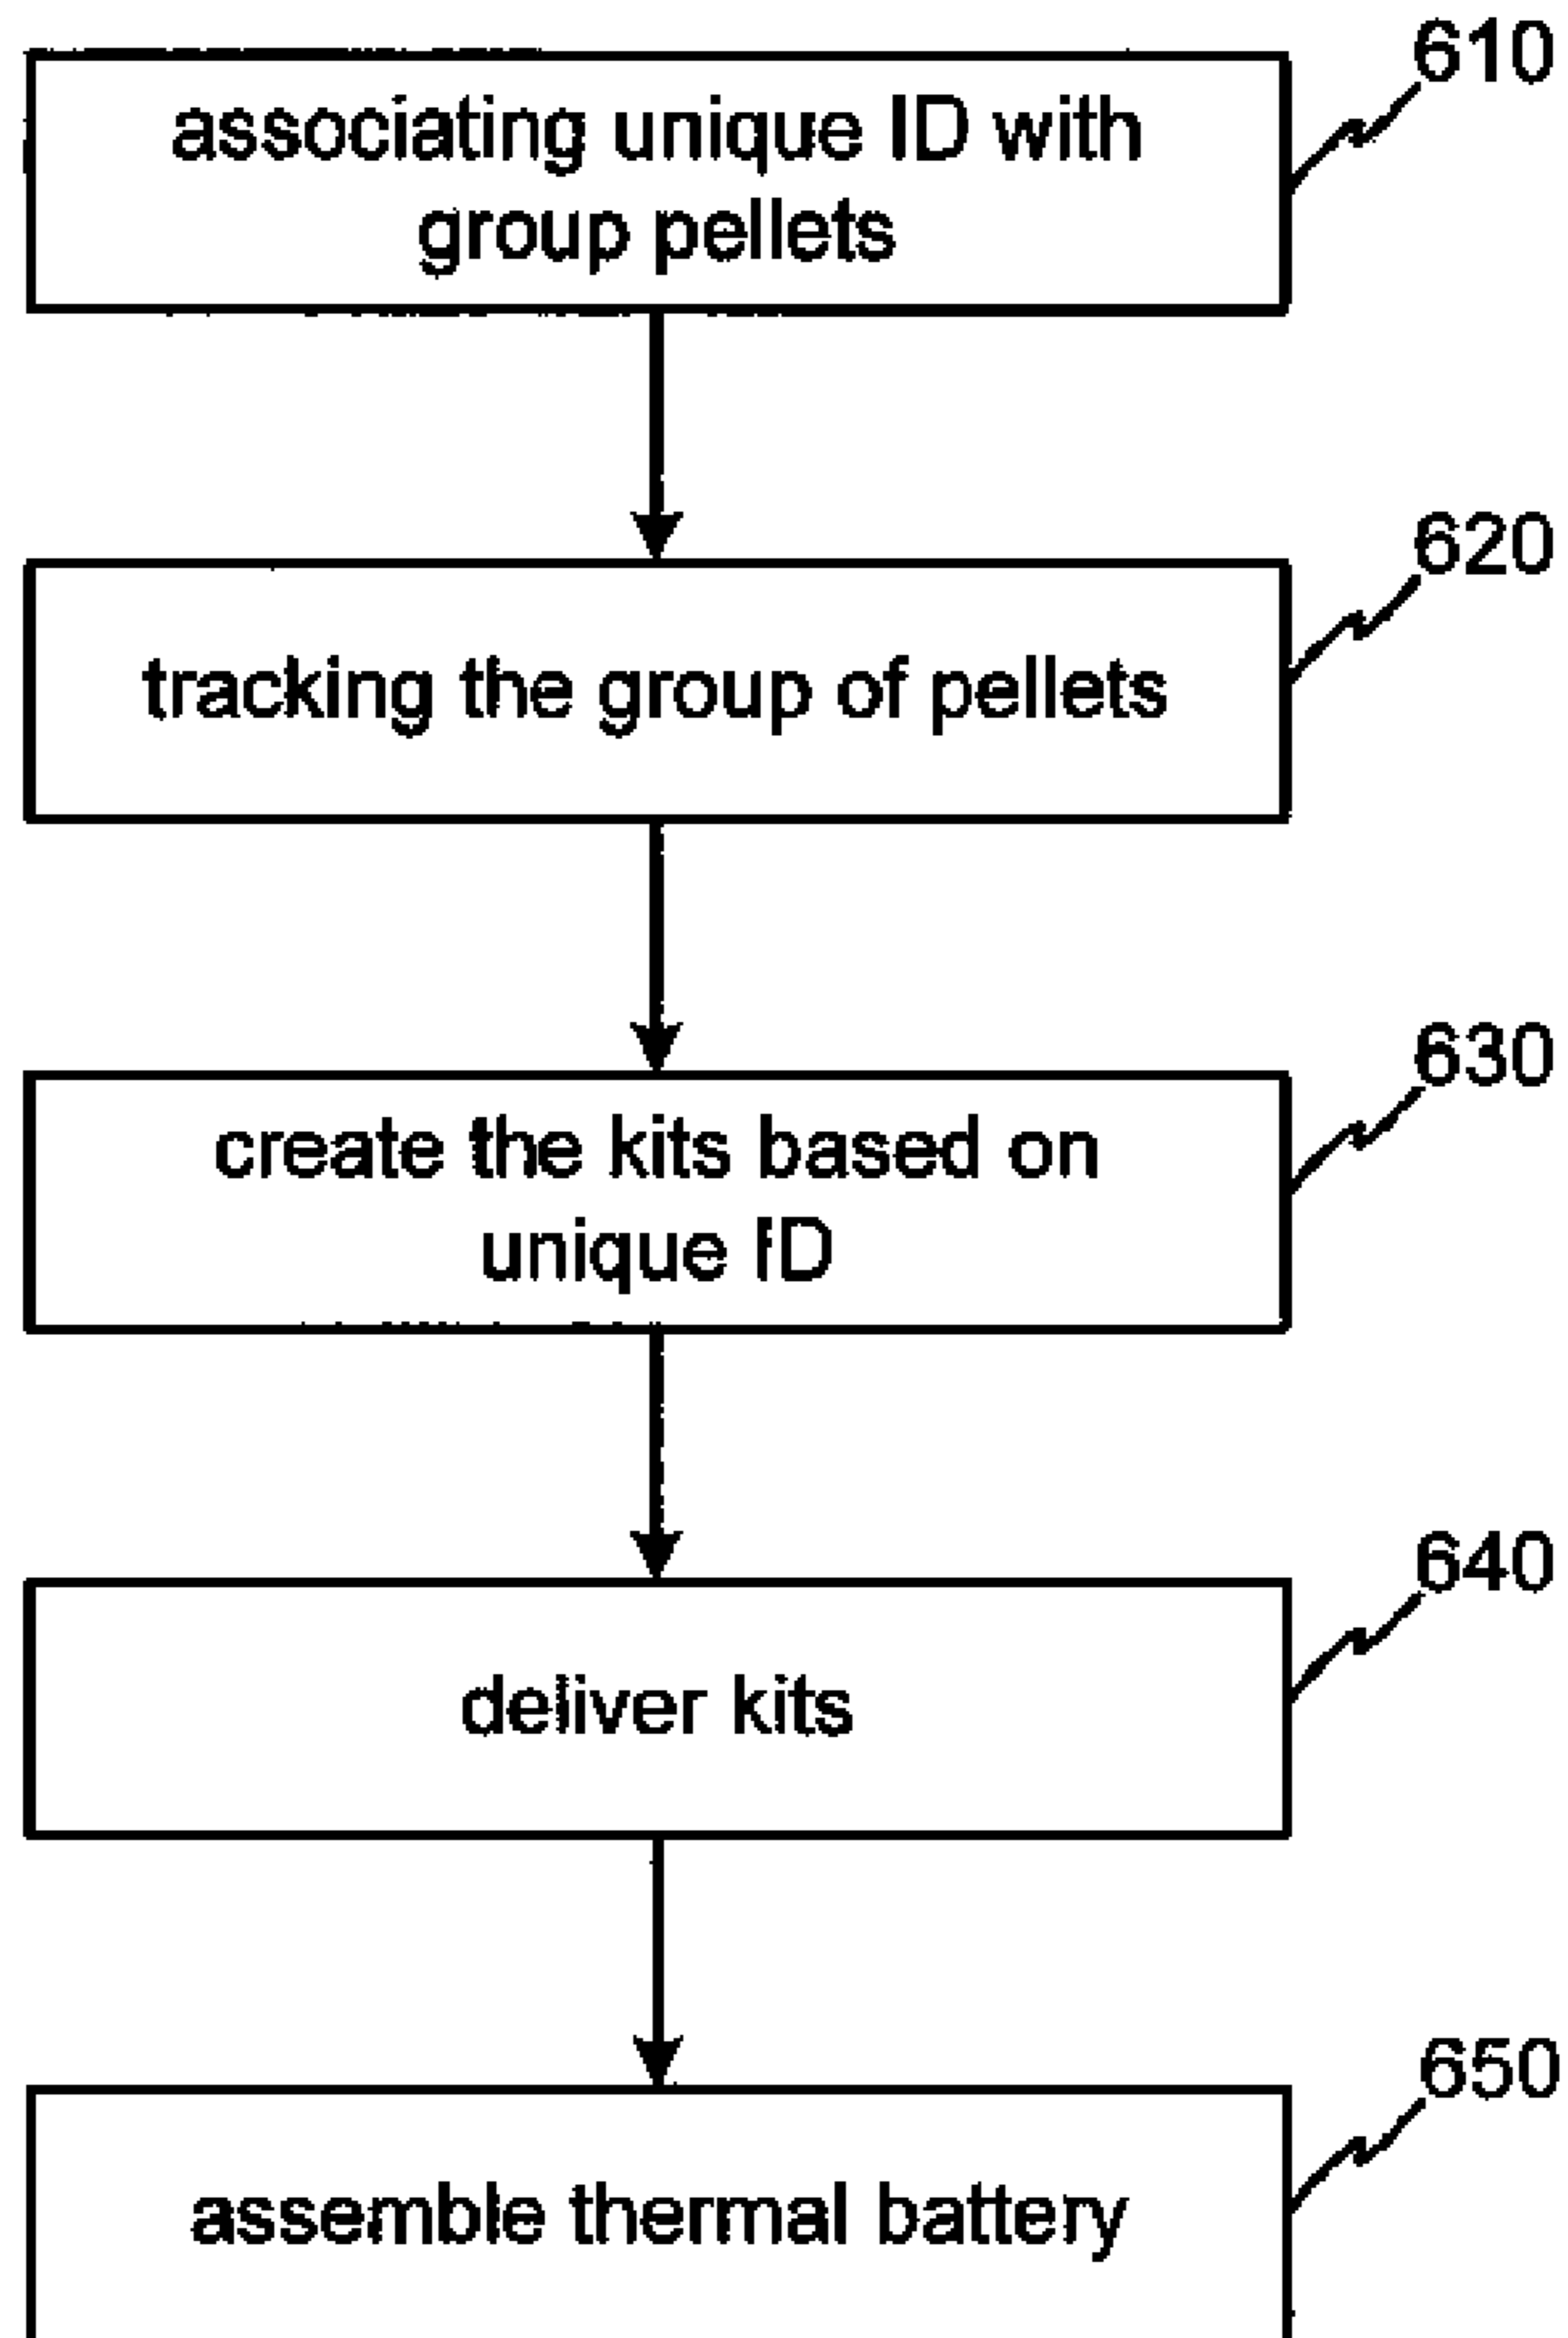 610
associating unique ID with
group pellets
620
tracking the group of pellets
630
create the kits based on
unique ID
640
deliver kits
650
assemble thermal battery